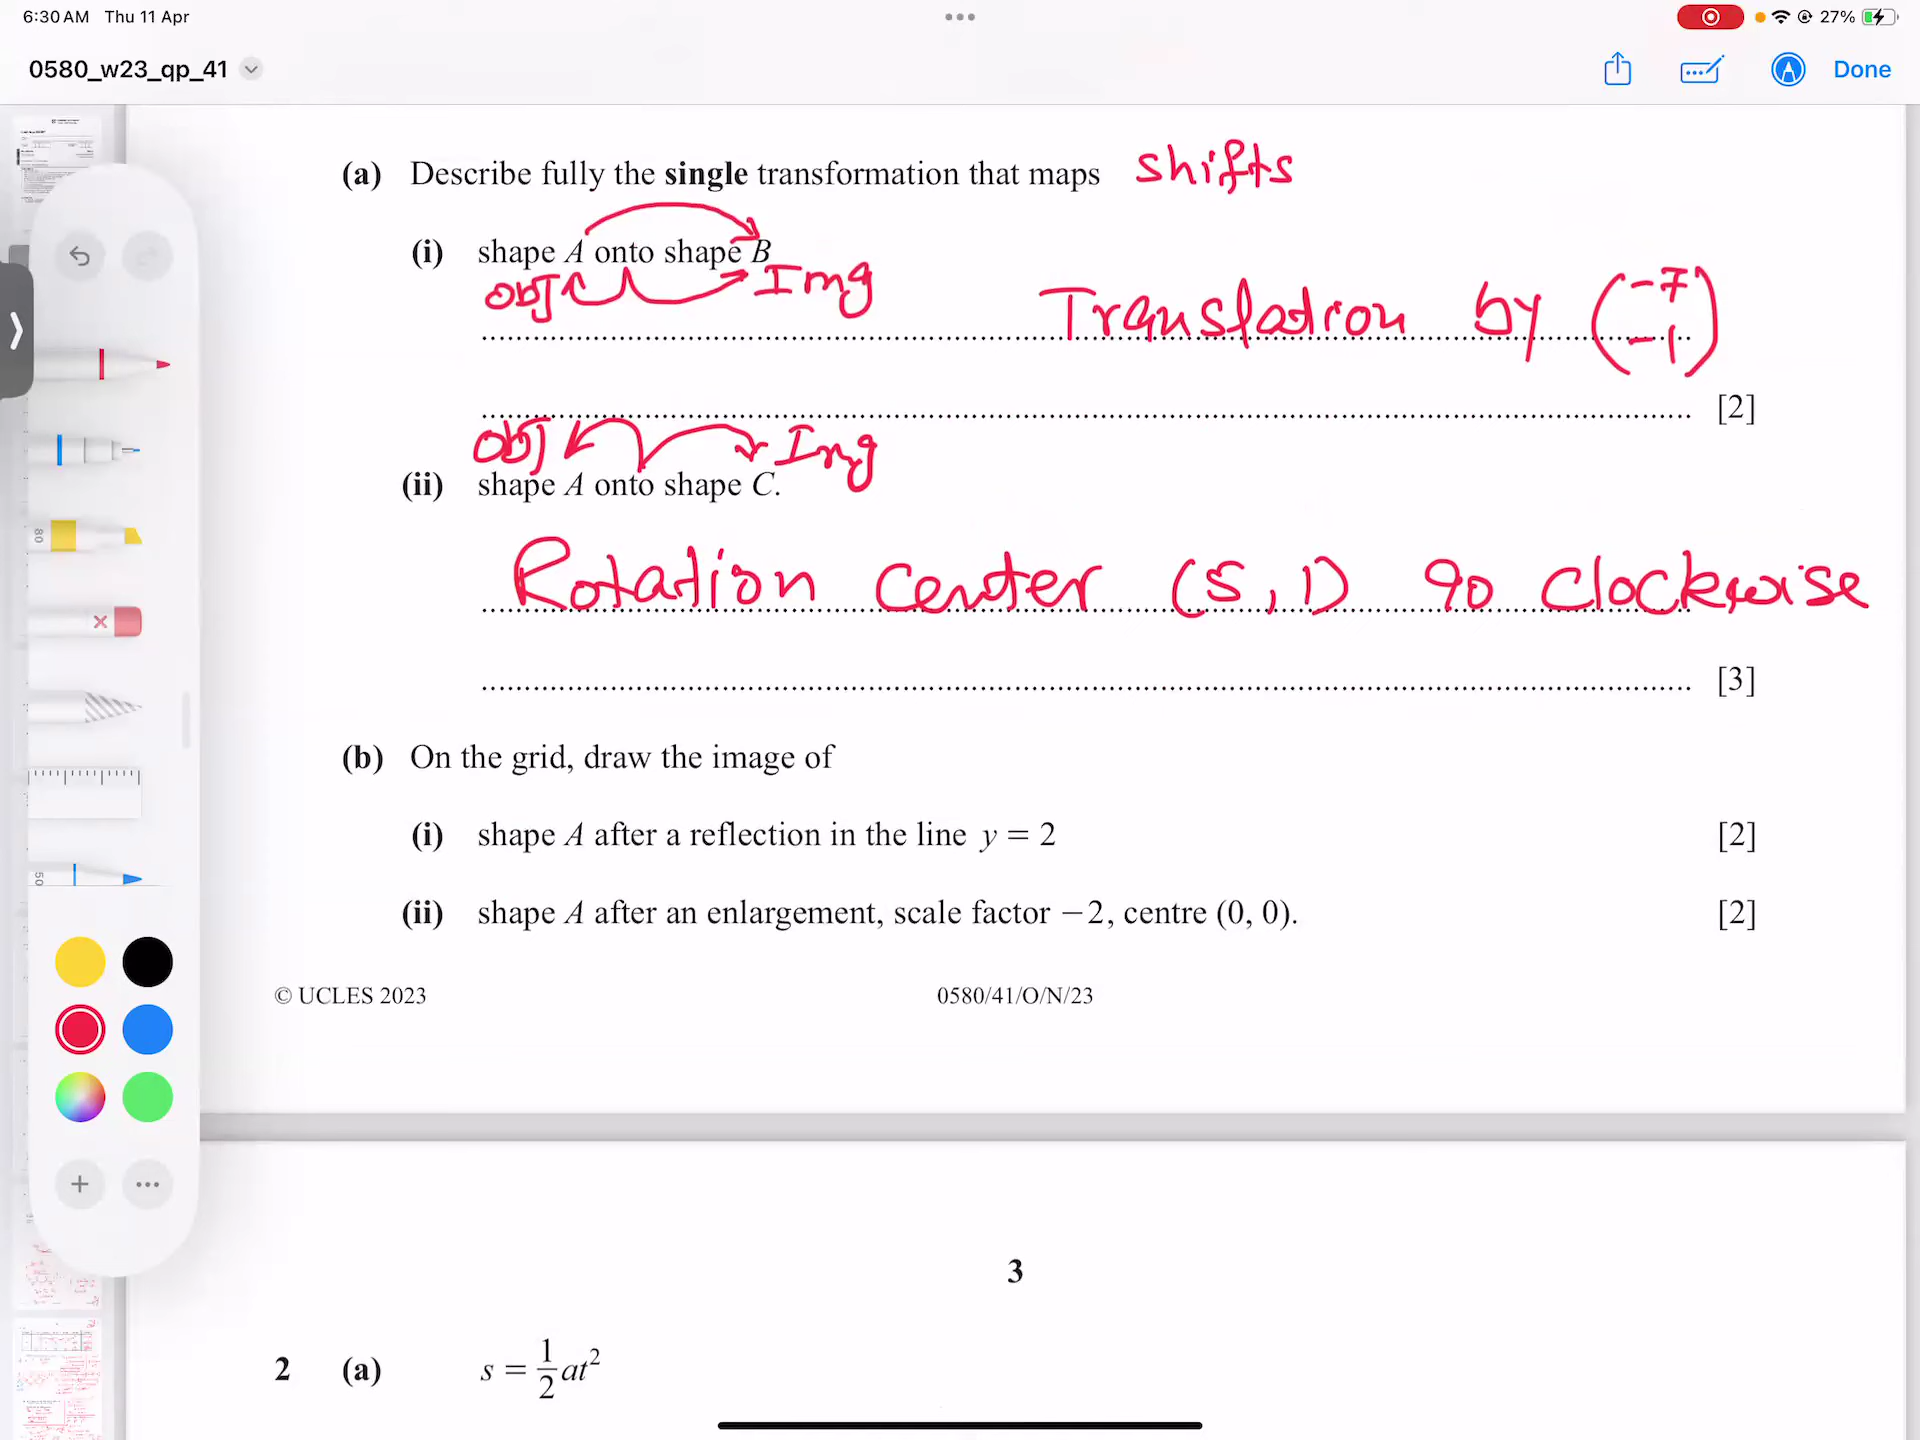 6:30 AM Thu 11 Apr
27%
0580_w23_qp_41
Done
(a) Describe fully the single transformation that maps shifts
(i) shape A onto shape B
obj Img
Translation by (-7 -1)
[2]
obj Img
(ii) shape A onto shape C.
Rotation center (5,1) 90 clockwise
[3]
(b) On the grid, draw the image of
(i) shape A after a reflection in the line y = 2 [2]
(ii) shape A after an enlargement, scale factor −2, centre (0, 0). [2]
© UCLES 2023 0580/41/O/N/23
3
2 (a) s = 1/2 at²
80
50